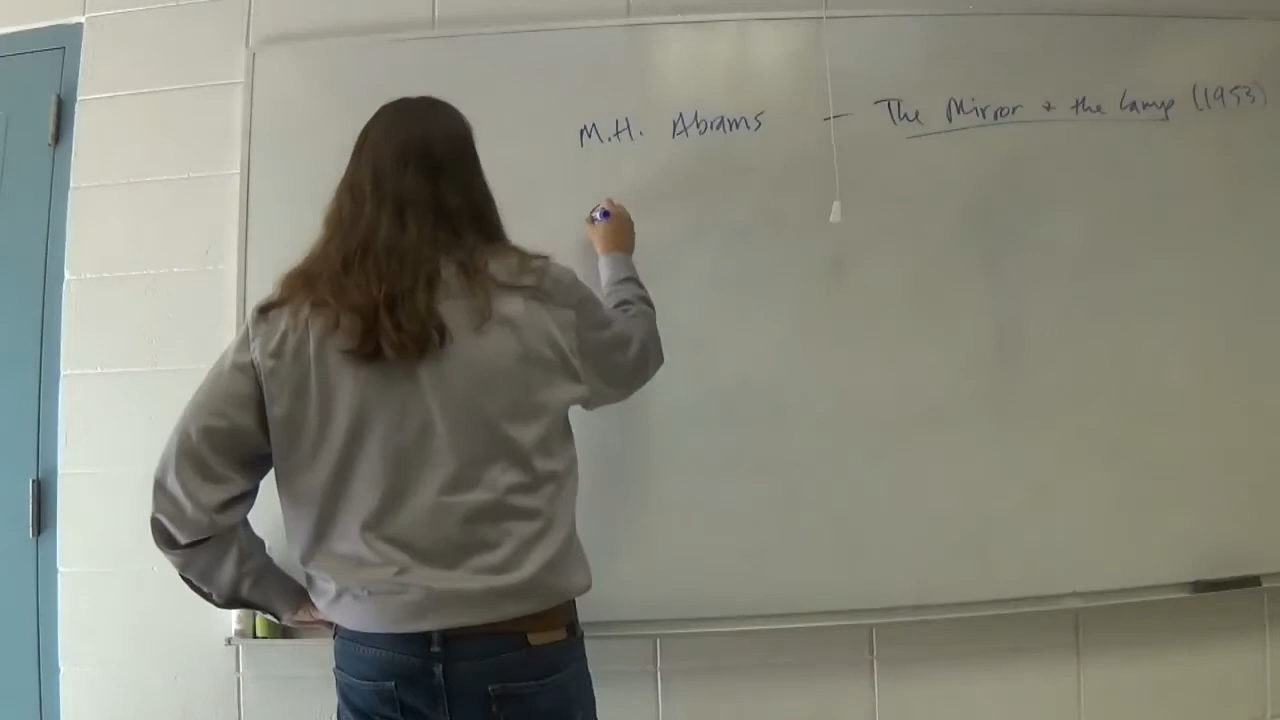 M.H. Abrams — The Mirror & the Lamp (1953)